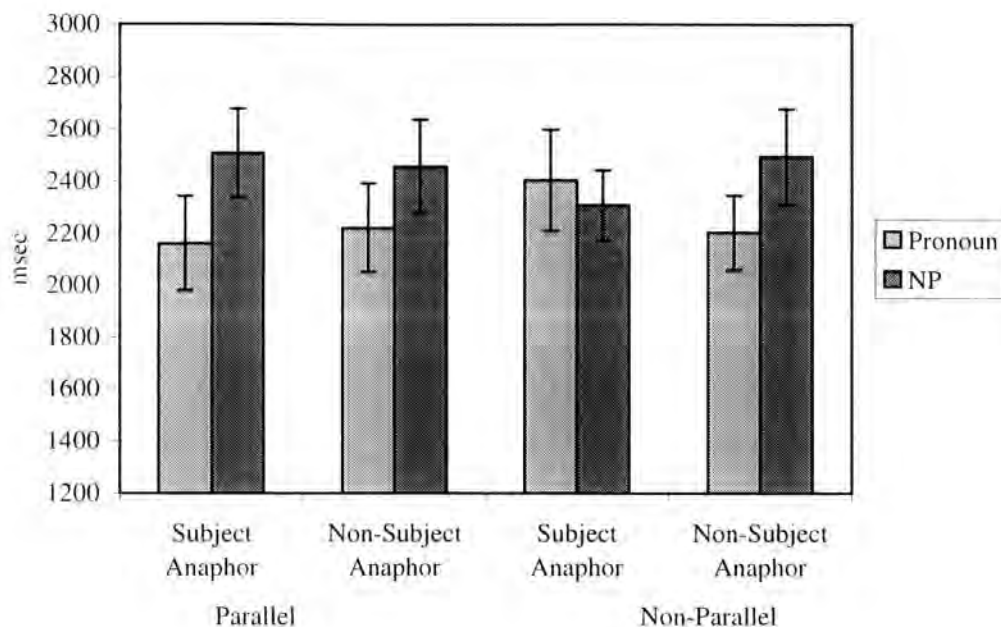 3000
2800
2600
2400
2200
2000
1800
1600
1400
1200
msec
Subject Anaphor
Non-Subject Anaphor
Subject Anaphor
Non-Subject Anaphor
Parallel
Non-Parallel
Pronoun
NP